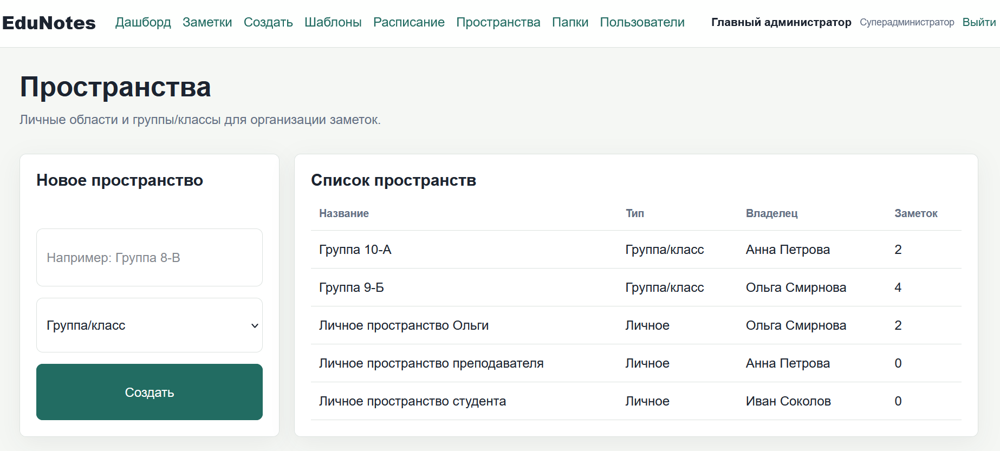 EduNotes Дашборд Заметки Создать Шаблоны Расписание Пространства Папки Пользователи Главный администратор Суперадминистратор Выйти
Пространства
Личные области и группы/классы для организации заметок.
Новое пространство
Например: Группа 8-В
Группа/класс
Создать
Список пространств
Название Тип Владелец Заметок
Группа 10-А Группа/класс Анна Петрова 2
Группа 9-Б Группа/класс Ольга Смирнова 4
Личное пространство Ольги Личное Ольга Смирнова 2
Личное пространство преподавателя Личное Анна Петрова 0
Личное пространство студента Личное Иван Соколов 0